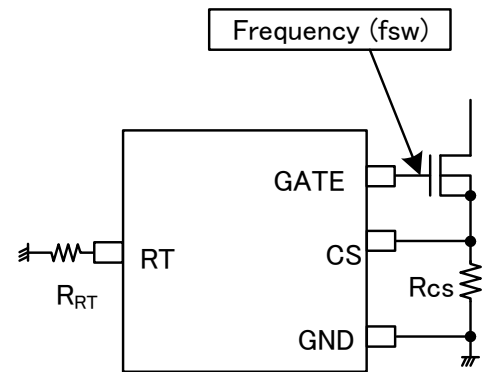 Frequency (fsw)
GATE
RT
CS
RRT
Rcs
GND